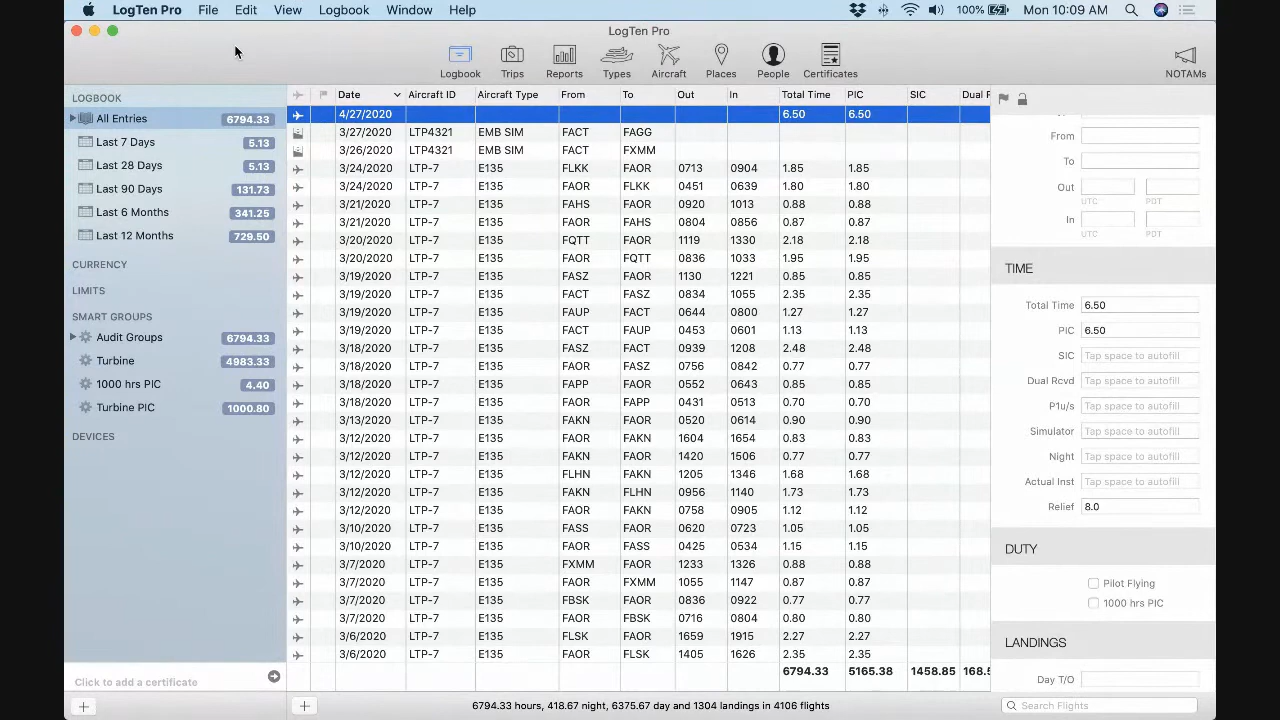 LogTen Pro File Edit View Logbook Window Help 100% Mon 10:09 AM
LogTen Pro
Logbook Trips Reports Types Aircraft Places People Certificates NOTAMs
LOGBOOK
All Entries 6794.33
Last 7 Days 5.13
Last 28 Days 5.13
Last 90 Days 131.73
Last 6 Months 341.25
Last 12 Months 729.50
CURRENCY
LIMITS
SMART GROUPS
Audit Groups 6794.33
Turbine 4983.33
1000 hrs PIC 4.40
Turbine PIC 1000.80
DEVICES
Click to add a certificate
Date Aircraft ID Aircraft Type From To Out In Total Time PIC SIC Dual R
4/27/2020 6.50 6.50
3/27/2020 LTP4321 EMB SIM FACT FAGG
3/26/2020 LTP4321 EMB SIM FACT FXMM
3/24/2020 LTP-7 E135 FLKK FAOR 0713 0904 1.85 1.85
3/24/2020 LTP-7 E135 FAOR FLKK 0451 0639 1.80 1.80
3/21/2020 LTP-7 E135 FAHS FAOR 0920 1013 0.88 0.88
3/21/2020 LTP-7 E135 FAOR FAHS 0804 0856 0.87 0.87
3/20/2020 LTP-7 E135 FQTT FAOR 1119 1330 2.18 2.18
3/20/2020 LTP-7 E135 FAOR FQTT 0836 1033 1.95 1.95
3/19/2020 LTP-7 E135 FASZ FAOR 1130 1221 0.85 0.85
3/19/2020 LTP-7 E135 FACT FASZ 0834 1055 2.35 2.35
3/19/2020 LTP-7 E135 FAUP FACT 0644 0800 1.27 1.27
3/19/2020 LTP-7 E135 FACT FAUP 0453 0601 1.13 1.13
3/18/2020 LTP-7 E135 FASZ FACT 0939 1208 2.48 2.48
3/18/2020 LTP-7 E135 FAOR FASZ 0756 0842 0.77 0.77
3/18/2020 LTP-7 E135 FAPP FAOR 0552 0643 0.85 0.85
3/18/2020 LTP-7 E135 FAOR FAPP 0431 0513 0.70 0.70
3/13/2020 LTP-7 E135 FAKN FAOR 0520 0614 0.90 0.90
3/12/2020 LTP-7 E135 FAOR FAKN 1604 1654 0.83 0.83
3/12/2020 LTP-7 E135 FAOR FAKN 1420 1506 0.77 0.77
3/12/2020 LTP-7 E135 FLHN FAKN 1205 1346 1.68 1.68
3/12/2020 LTP-7 E135 FAKN FLHN 0956 1140 1.73 1.73
3/12/2020 LTP-7 E135 FAOR FAKN 0758 0905 1.12 1.12
3/10/2020 LTP-7 E135 FASS FAOR 0620 0723 1.05 1.05
3/10/2020 LTP-7 E135 FAOR FASS 0425 0534 1.15 1.15
3/7/2020 LTP-7 E135 FXMM FAOR 1233 1326 0.88 0.88
3/7/2020 LTP-7 E135 FAOR FXMM 1055 1147 0.87 0.87
3/7/2020 LTP-7 E135 FBSK FAOR 0836 0922 0.77 0.77
3/7/2020 LTP-7 E135 FAOR FBSK 0716 0804 0.80 0.80
3/6/2020 LTP-7 E135 FLSK FAOR 1659 1915 2.27 2.27
3/6/2020 LTP-7 E135 FAOR FLSK 1405 1626 2.35 2.35
6794.33 5165.38 1458.85 168.5
6794.33 hours, 418.67 night, 6375.67 day and 1304 landings in 4106 flights
From
To
Out
UTC PDT
In
UTC PDT
TIME
Total Time 6.50
PIC 6.50
SIC Tap space to autofill
Dual Rcvd Tap space to autofill
P1u/s Tap space to autofill
Simulator Tap space to autofill
Night Tap space to autofill
Actual Inst Tap space to autofill
Relief 8.0
DUTY
Pilot Flying
1000 hrs PIC
LANDINGS
Day T/O
Search Flights